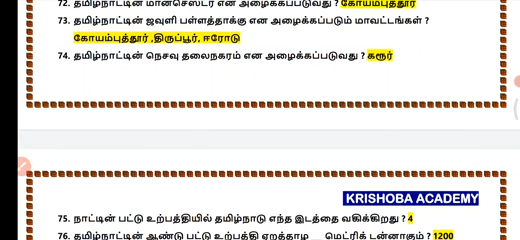 72. தமிழ்நாட்டின் மான்செஸ்டர் என அழைக்கப்படுவது ? கோயம்புத்தூர்
73. தமிழ்நாட்டின் ஜவுளி பள்ளத்தாக்கு என அழைக்கப்படும் மாவட்டங்கள் ?
கோயம்புத்தூர் ,திருப்பூர், ஈரோடு
74. தமிழ்நாட்டின் நெசவு தலைநகரம் என அழைக்கப்படுவது ? கரூர்
KRISHOBA ACADEMY
75. நாட்டின் பட்டு உற்பத்தியில் தமிழ்நாடு எந்த இடத்தை வகிக்கிறது ? 4
76. தமிழ்நாட்டின் ஆண்டு பட்டு உற்பத்தி ஏறத்தாழ __ மெட்ரிக் டன்னாகும் ? 1200